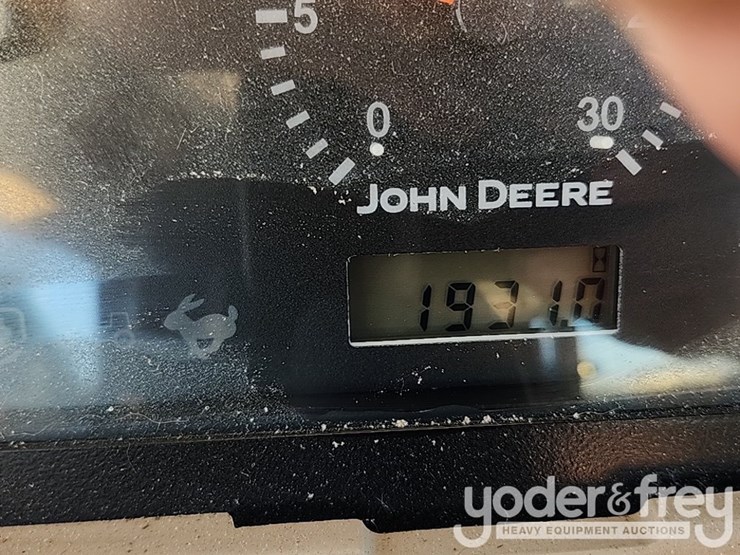 5
0
30
JOHN DEERE
1931.0
yoder&frey
HEAVY EQUIPMENT AUCTIONS